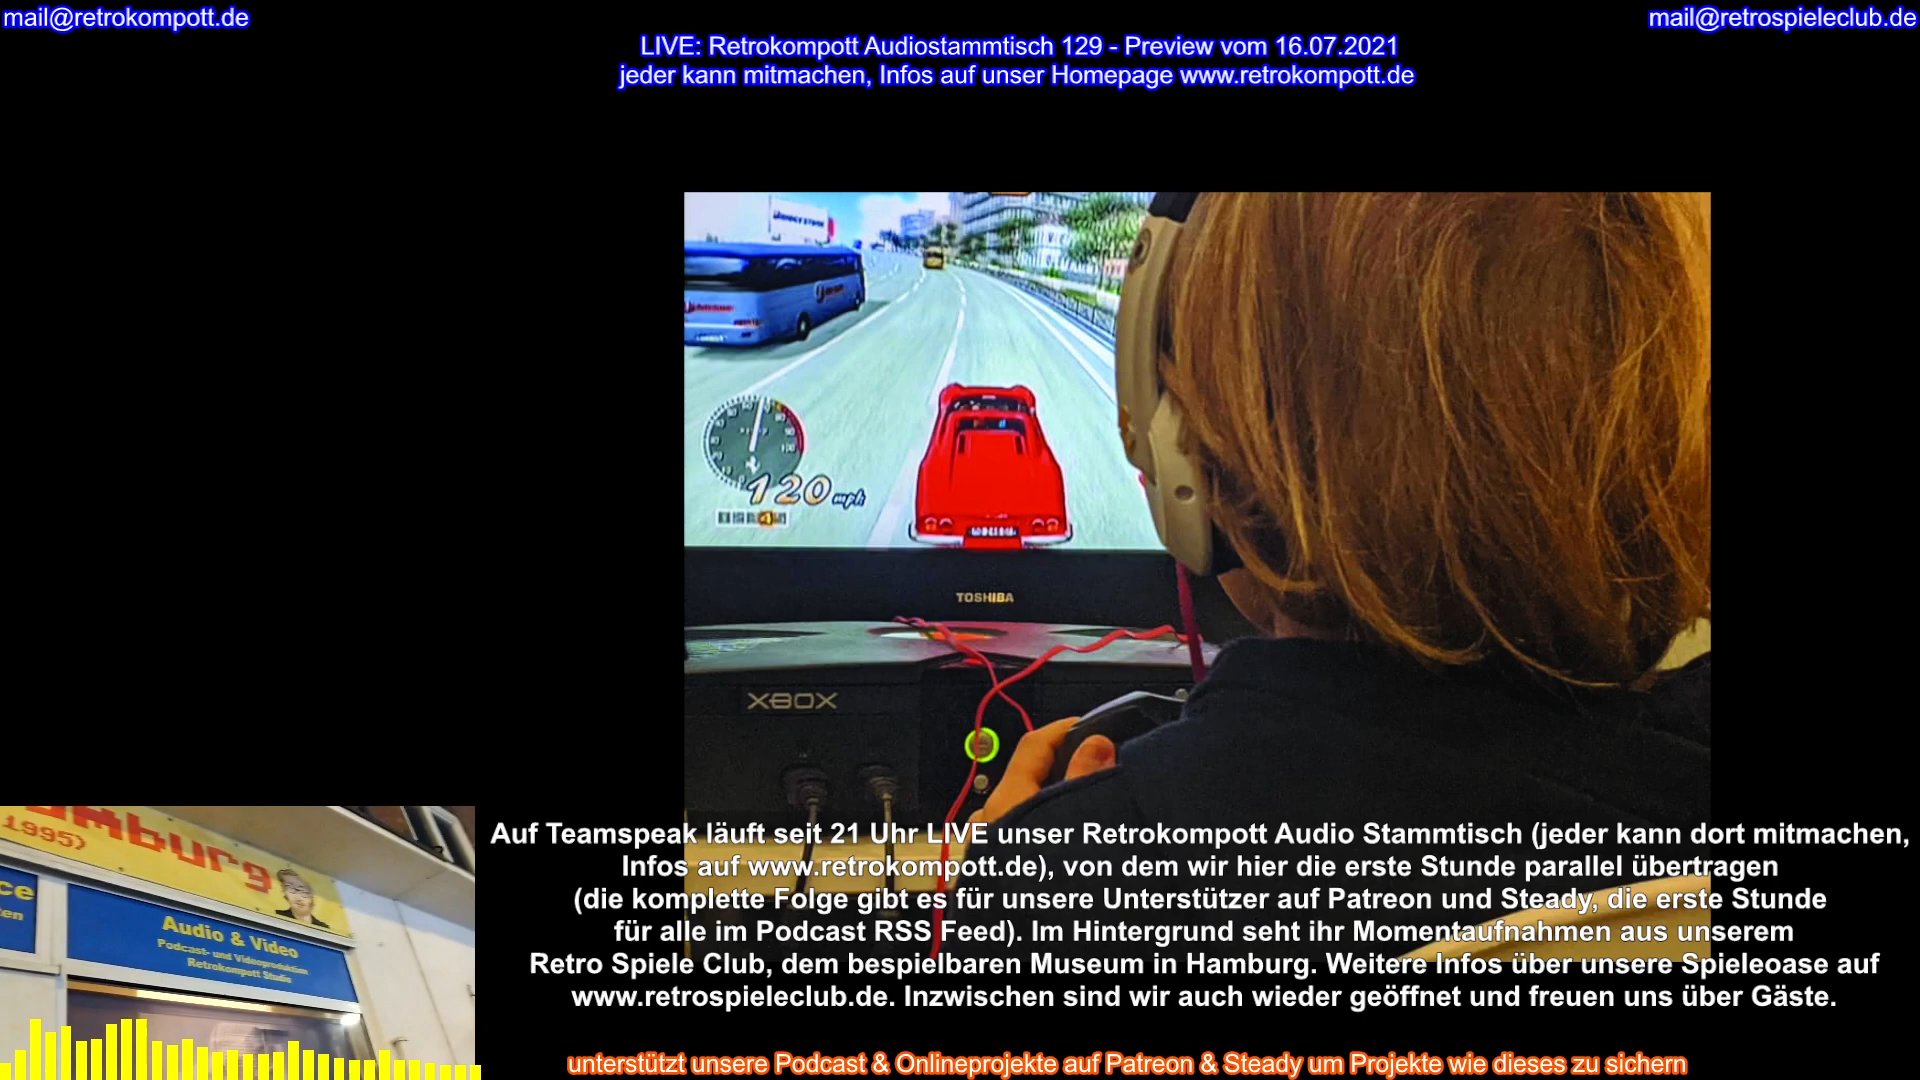 mail@retrokompott.de
mail@retrospieleclub.de
LIVE: Retrokompott Audiostammtisch 129 - Preview vom 16.07.2021
jeder kann mitmachen, Infos auf unser Homepage www.retrokompott.de
120 mph
TOSHIBA
XBOX
1995)
Audio & Video
Podcast- und Videoproduktion
Retrokompott Studio
Auf Teamspeak läuft seit 21 Uhr LIVE unser Retrokompott Audio Stammtisch (jeder kann dort mitmachen,
Infos auf www.retrokompott.de), von dem wir hier die erste Stunde parallel übertragen
(die komplette Folge gibt es für unsere Unterstützer auf Patreon und Steady, die erste Stunde
für alle im Podcast RSS Feed). Im Hintergrund seht ihr Momentaufnahmen aus unserem
Retro Spiele Club, dem bespielbaren Museum in Hamburg. Weitere Infos über unsere Spieleoase auf
www.retrospieleclub.de. Inzwischen sind wir auch wieder geöffnet und freuen uns über Gäste.
unterstützt unsere Podcast & Onlineprojekte auf Patreon & Steady um Projekte wie dieses zu sichern